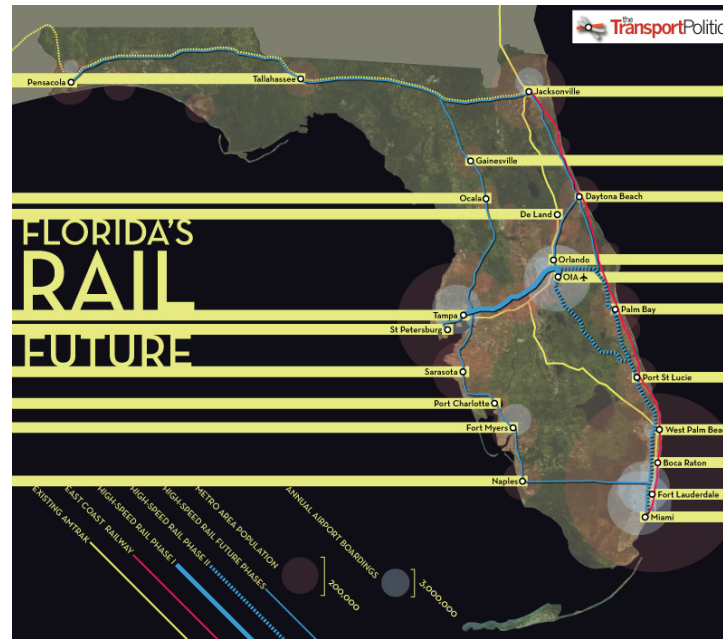 the
TransportPolitic
Pensacola
Tallahassee
Jacksonville
Gainesville
Ocala
Daytona Beach
De Land
FLORIDA'S
RAIL
FUTURE
Orlando
OIA
Tampa
Palm Bay
St Petersburg
Sarasota
Port St Lucie
Port Charlotte
Fort Myers
West Palm Beac
Boca Raton
Naples
Fort Lauderdale
Miami
EXISTING AMTRAK
EAST COAST RAILWAY
HIGH-SPEED RAIL PHASE I
HIGH-SPEED RAIL PHASE II
HIGH-SPEED RAIL FUTURE PHASES
METRO AREA POPULATION
200,000
ANNUAL AIRPORT BOARDINGS
3,000,000